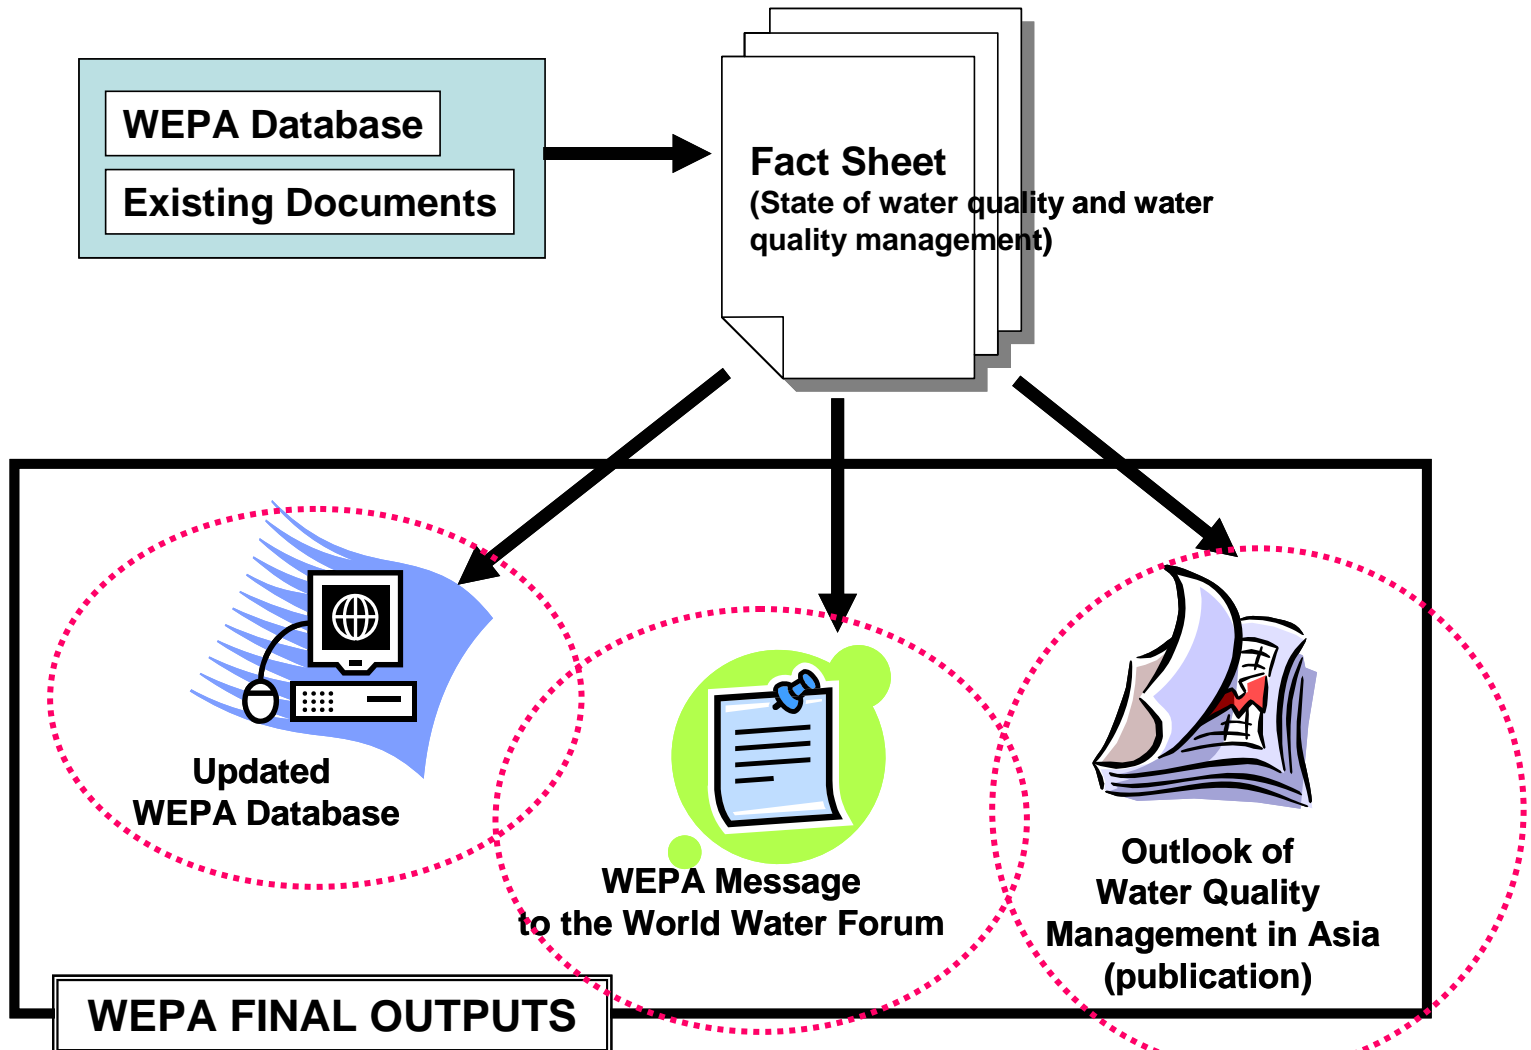 WEPA Database
Existing Documents
Fact Sheet
(State of water quality and water
quality management)
Updated
WEPA Database
WEPA Message
to the World Water Forum
Outlook of
Water Quality
Management in Asia
(publication)
WEPA FINAL OUTPUTS